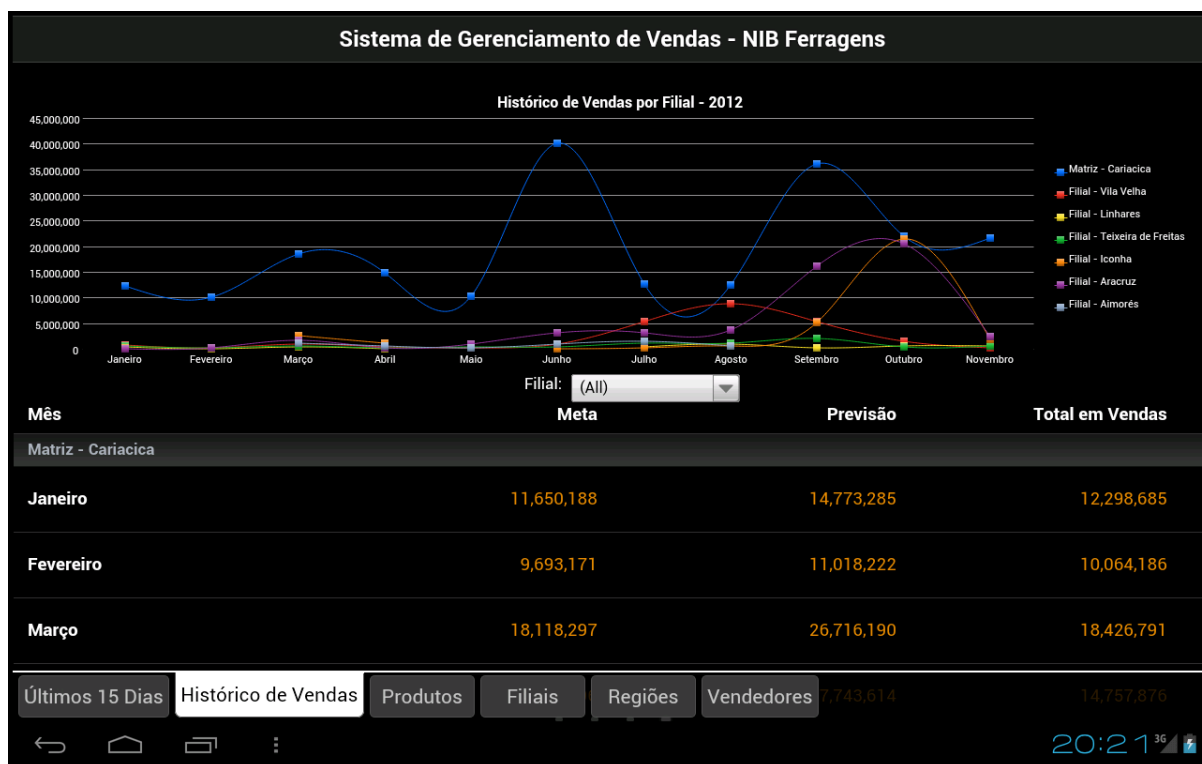 Sistema de Gerenciamento de Vendas - NIB Ferragens
Histórico de Vendas por Filial - 2012
45,000,000
40,000,000
35,000,000
30,000,000
25,000,000
20,000,000
15,000,000
10,000,000
5,000,000
0
Janeiro Fevereiro Março Abril Maio Junho Julho Agosto Setembro Outubro Novembro
Matriz - Cariacica
Filial - Vila Velha
Filial - Linhares
Filial - Teixeira de Freitas
Filial - Iconha
Filial - Aracruz
Filial - Aimorés
Filial: (All)
Mês Meta Previsão Total em Vendas
Matriz - Cariacica
Janeiro 11,650,188 14,773,285 12,298,685
Fevereiro 9,693,171 11,018,222 10,064,186
Março 18,118,297 26,716,190 18,426,791
7,743,614 14,757,876
Últimos 15 Dias Histórico de Vendas Produtos Filiais Regiões Vendedores
20:21 3G